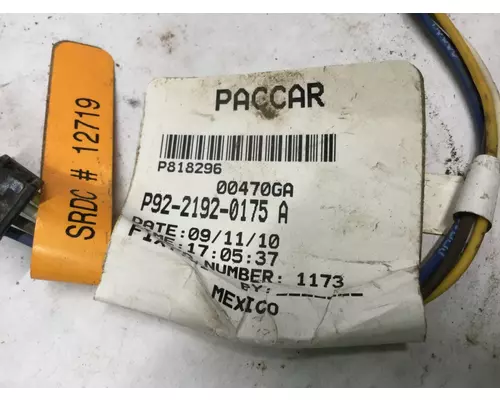 SRDC # 12719
PACCAR
P818296
00470GA
P92-2192-0175 A
DATE:09/11/10
17:05:37
NUMBER: 1173
BY:
MEXICO